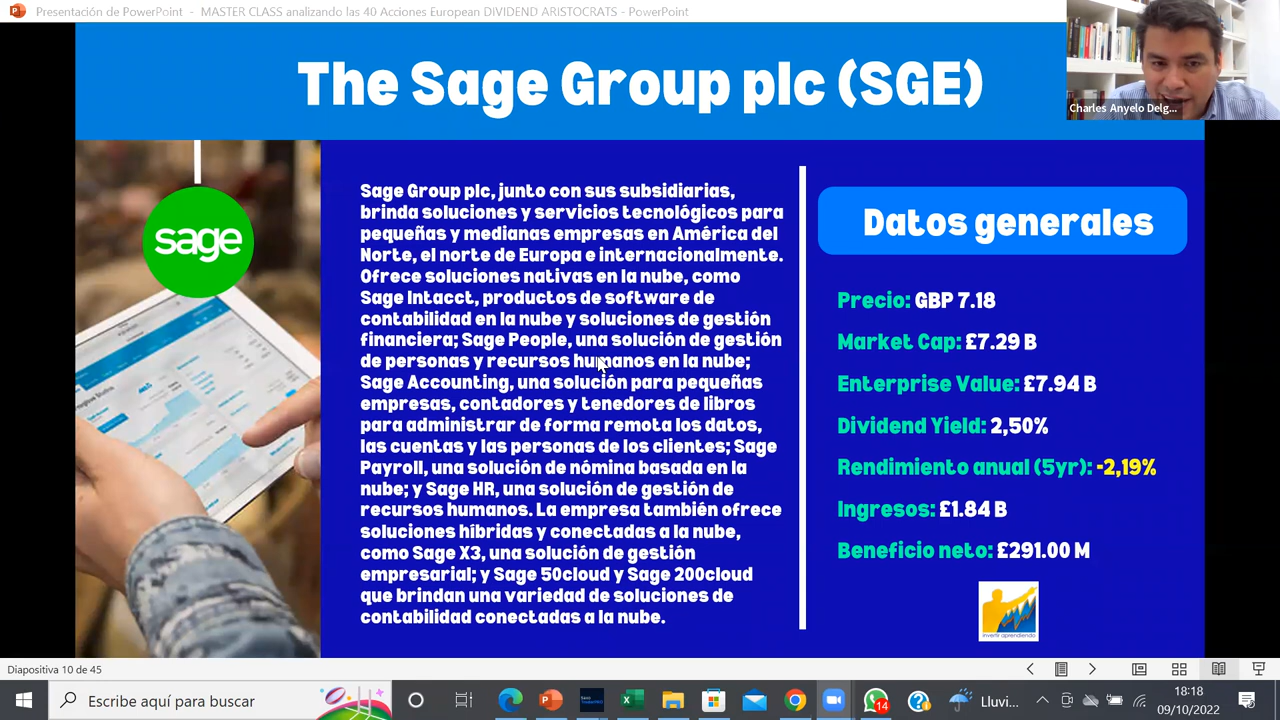 Presentación de PowerPoint - MASTER CLASS analizando las 40 Acciones European DiVIDEND ARISTOCRATS - PowerPoint
The Sage Group plc (SGE)
Charles Anyelo Delg...
sage
Sage Group plc, junto con sus subsidiarias,
brinda soluciones y servicios tecnológicos para
pequeñas y medianas empresas en América del
Norte, el norte de Europa e internacionalmente.
Ofrece soluciones nativas en la nube, como
Sage Intacct, productos de software de
contabilidad en la nube y soluciones de gestión
financiera; Sage People, una solución de gestión
de personas y recursos humanos en la nube;
Sage Accounting, una solución para pequeñas
empresas, contadores y tenedores de libros
para administrar de forma remota los datos,
las cuentas y las personas de los clientes; Sage
Payroll, una solución de nómina basada en la
nube; y Sage HR, una solución de gestión de
recursos humanos. La empresa también ofrece
soluciones híbridas y conectadas a la nube,
como Sage X3, una solución de gestión
empresarial; y Sage 50cloud y Sage 200cloud
que brindan una variedad de soluciones de
contabilidad conectadas a la nube.
Datos generales
Precio: GBP 7.18
Market Cap: £7.29 B
Enterprise Value: £7.94 B
Dividend Yield: 2,50%
Rendimiento anual (5yr): -2,19%
Ingresos: £1.84 B
Beneficio neto: £291.00 M
invertir aprendiendo
Diapositiva 10 de 45
Escribe aquí para buscar
14
Lluvi...
18:18
09/10/2022